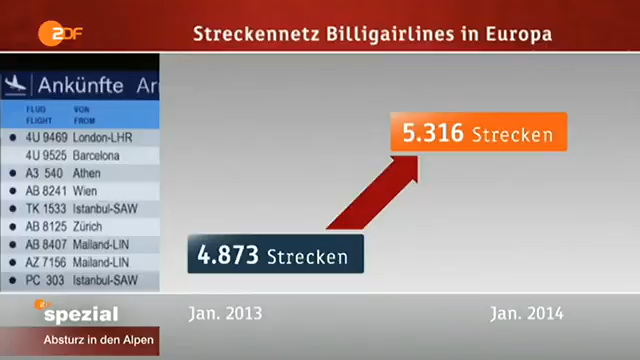 ZDF
Streckennetz Billigairlines in Europa
Ankünfte Ar
FLUG VON
FLIGHT FROM
4U 9469 London-LHR
4U 9525 Barcelona
A3 540 Athen
AB 8241 Wien
TK 1533 Istanbul-SAW
AB 8125 Zürich
AB 8407 Mailand-LIN
AZ 7156 Mailand-LIN
PC 303 Istanbul-SAW
5.316 Strecken
4.873 Strecken
Jan. 2013
Jan. 2014
ZDF
spezial
Absturz in den Alpen